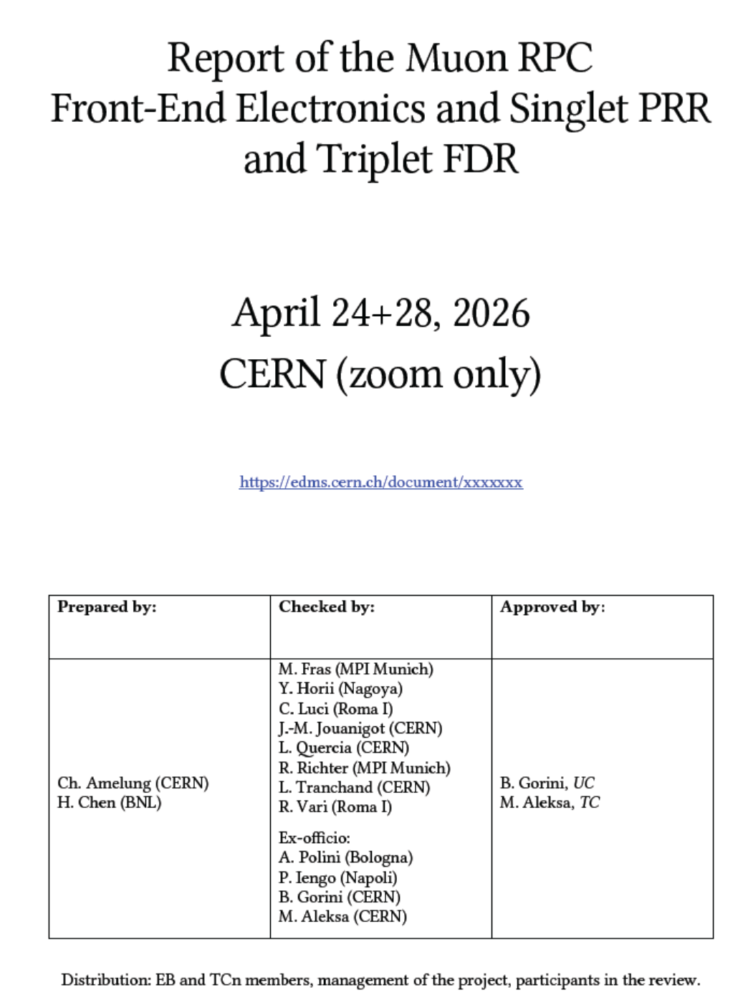 Report of the Muon RPC
Front-End Electronics and Singlet PRR
and Triplet FDR
April 24+28, 2026
CERN (zoom only)
https://edms.cern.ch/document/xxxxxxx
Prepared by:
Checked by:
Approved by:
Ch. Amelung (CERN)
H. Chen (BNL)
M. Fras (MPI Munich)
Y. Horii (Nagoya)
C. Luci (Roma I)
J.-M. Jouanigot (CERN)
L. Quercia (CERN)
R. Richter (MPI Munich)
L. Tranchand (CERN)
R. Vari (Roma I)
Ex-officio:
A. Polini (Bologna)
P. Iengo (Napoli)
B. Gorini (CERN)
M. Aleksa (CERN)
B. Gorini, UC
M. Aleksa, TC
Distribution: EB and TCn members, management of the project, participants in the review.